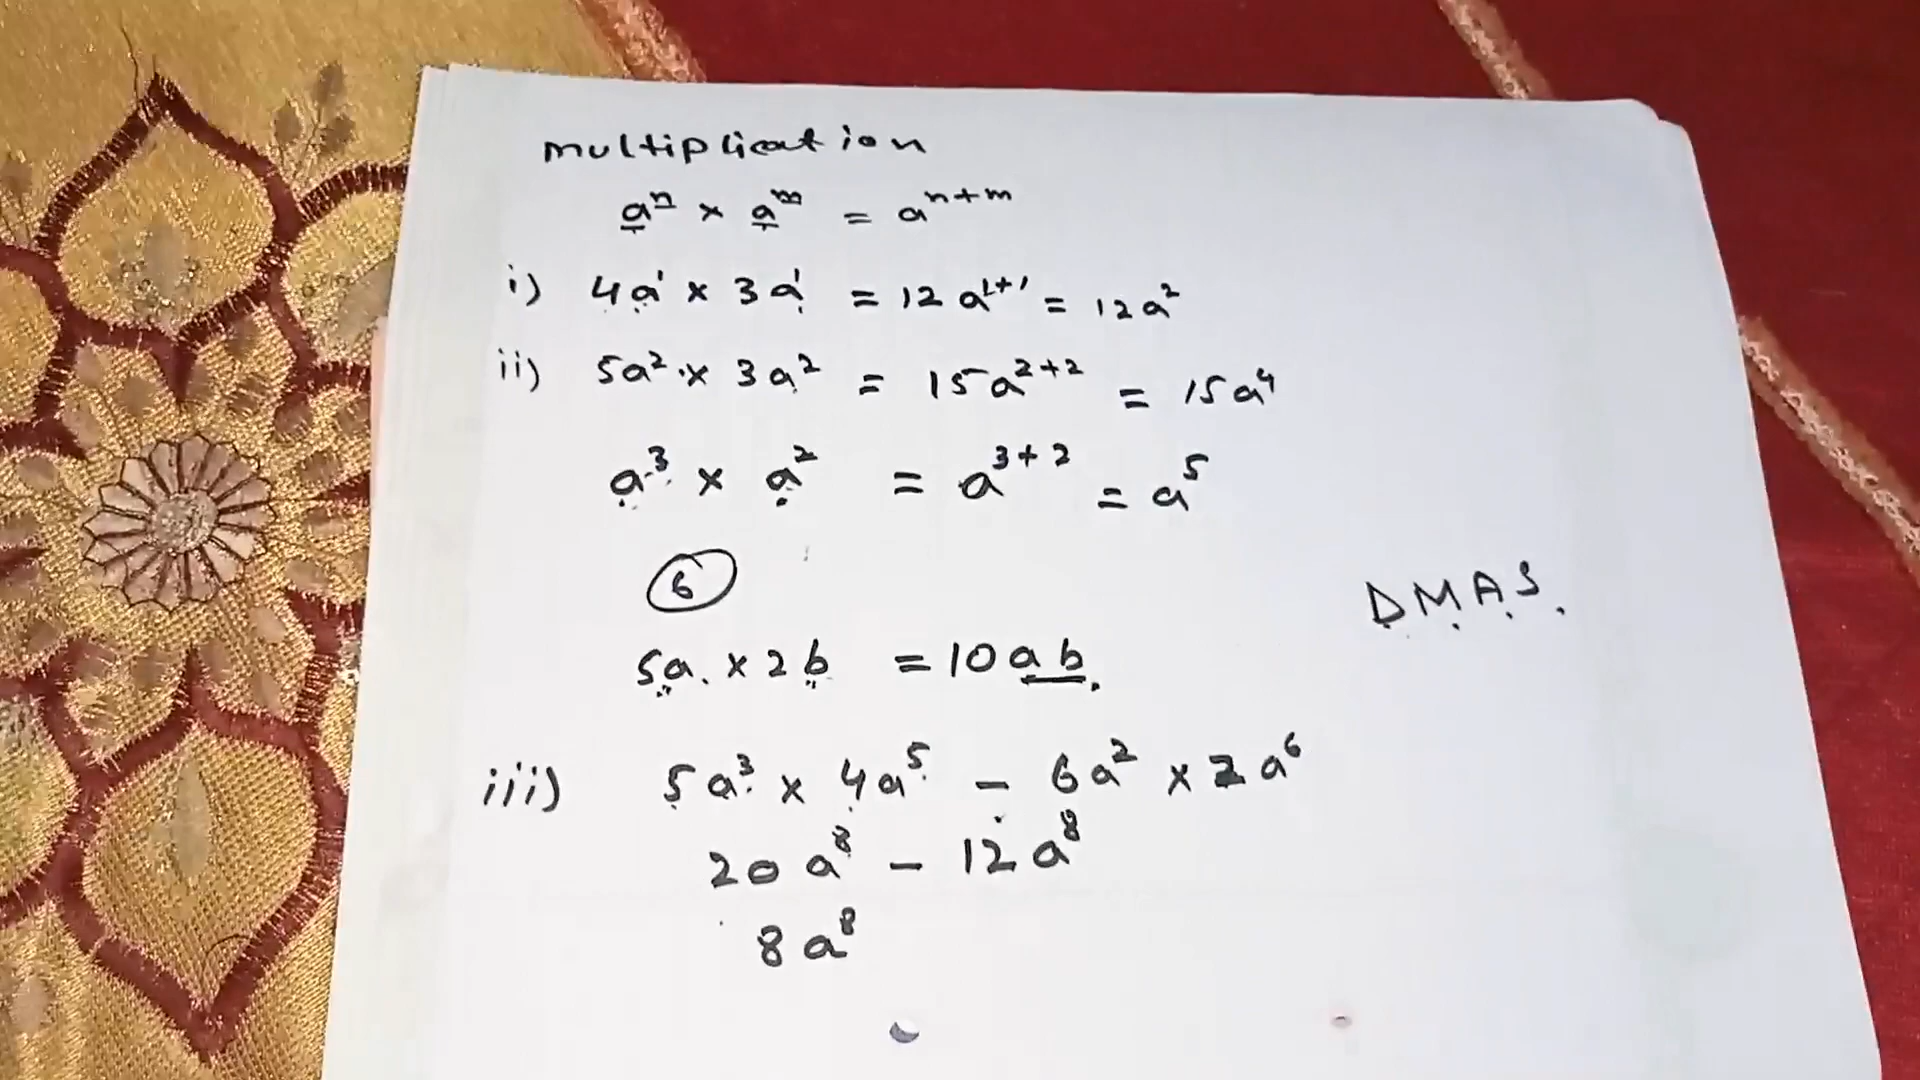 multiplication
aⁿ × aᵐ = aⁿ⁺ᵐ
i) 4a¹ × 3a¹ = 12a¹⁺¹ = 12a²
ii) 5a² × 3a² = 15a²⁺² = 15a⁴
a³ × a² = a³⁺² = a⁵
6
DMAS
5a × 2b = 10ab.
iii) 5a³ × 4a⁵ – 6a² × 2a⁶
20a⁸ – 12a⁸
8a⁸